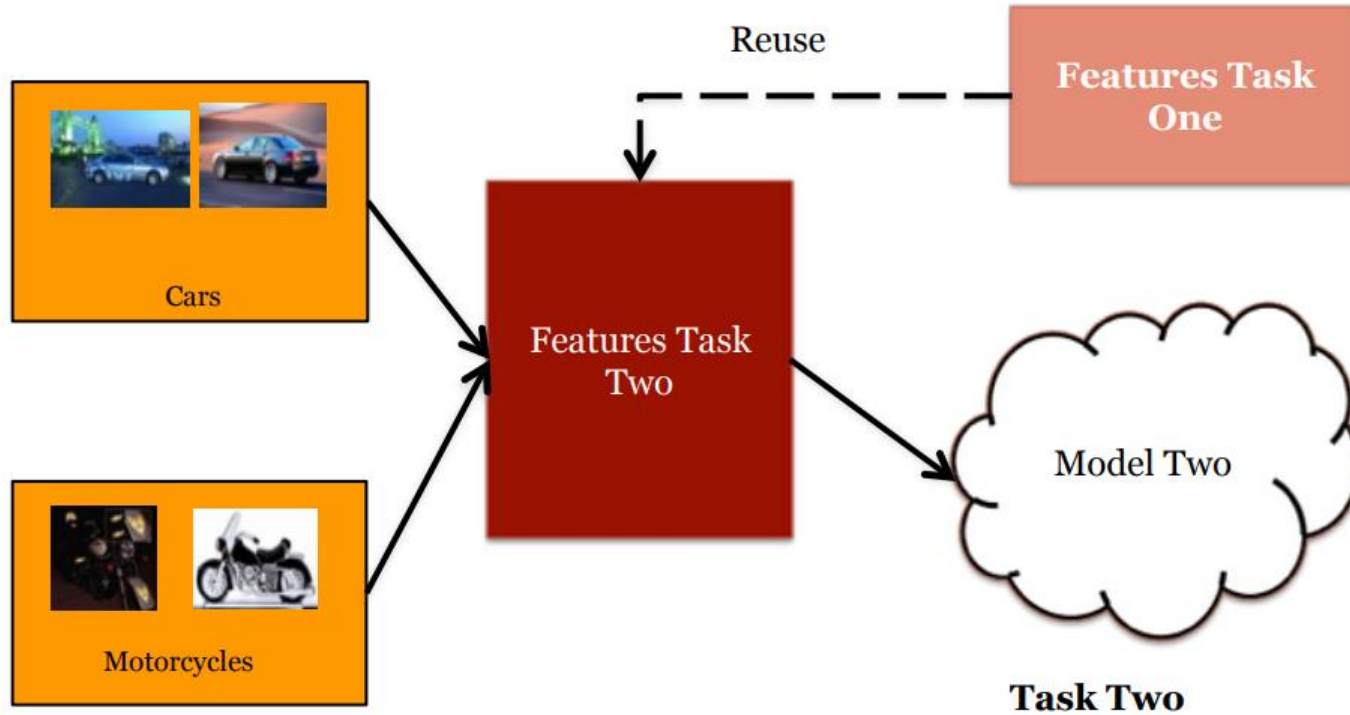 Reuse
Features Task
One
Cars
Features Task
Two
Model Two
Motorcycles
Task Two